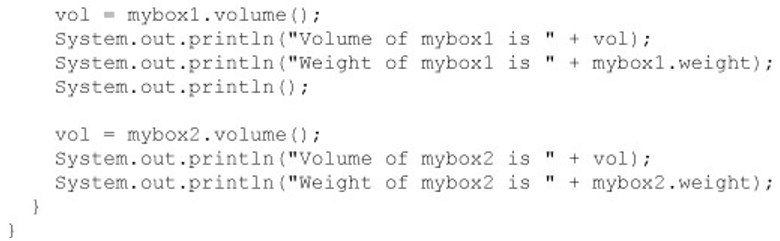 vol = mybox1.volume();
System.out.println("Volume of mybox1 is " + vol);
System.out.println("Weight of mybox1 is " + mybox1.weight);
System.out.println();
vol = mybox2.volume();
System.out.println("Volume of mybox2 is " + vol);
System.out.println("Weight of mybox2 is " + mybox2.weight);
}
}